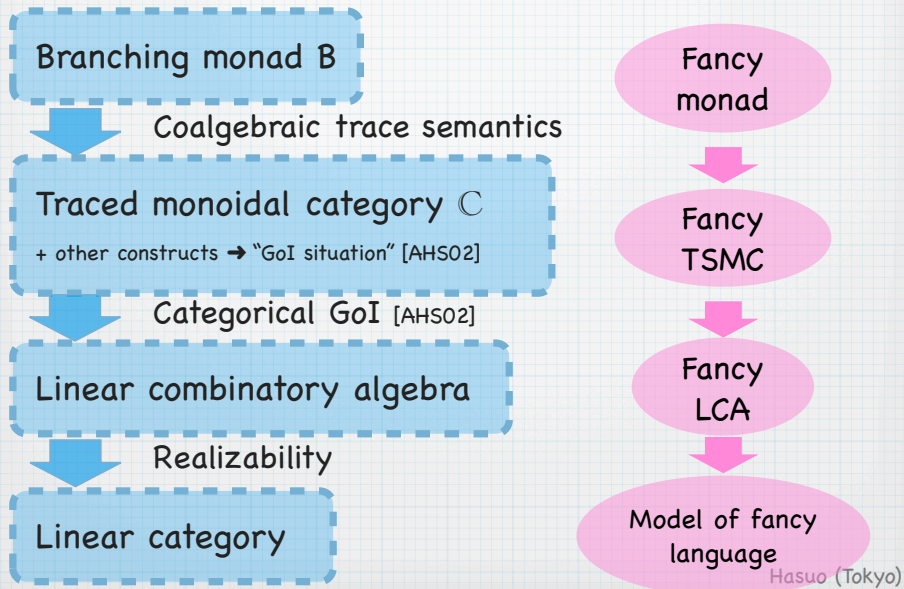 Branching monad B
Coalgebraic trace semantics
Traced monoidal category ℂ
+ other constructs ➜ “GoI situation” [AHS02]
Categorical GoI [AHS02]
Linear combinatory algebra
Realizability
Linear category
Fancy
monad
Fancy
TSMC
Fancy
LCA
Model of fancy
language
Hasuo (Tokyo)